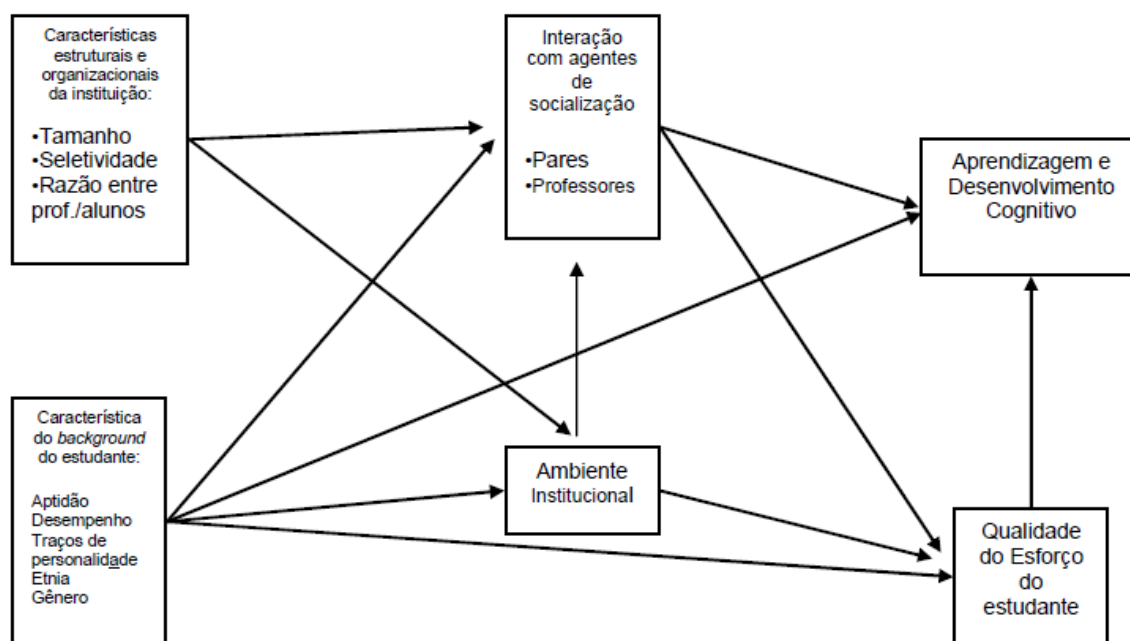 Características
estruturais e
organizacionais
da instituição:
•Tamanho
•Seletividade
•Razão entre
prof./alunos
Interação
com agentes
de
socialização
•Pares
•Professores
Aprendizagem e
Desenvolvimento
Cognitivo
Característica
do background
do estudante:
Aptidão
Desempenho
Traços de
personalidade
Etnia
Gênero
Ambiente
Institucional
Qualidade
do Esforço
do
estudante